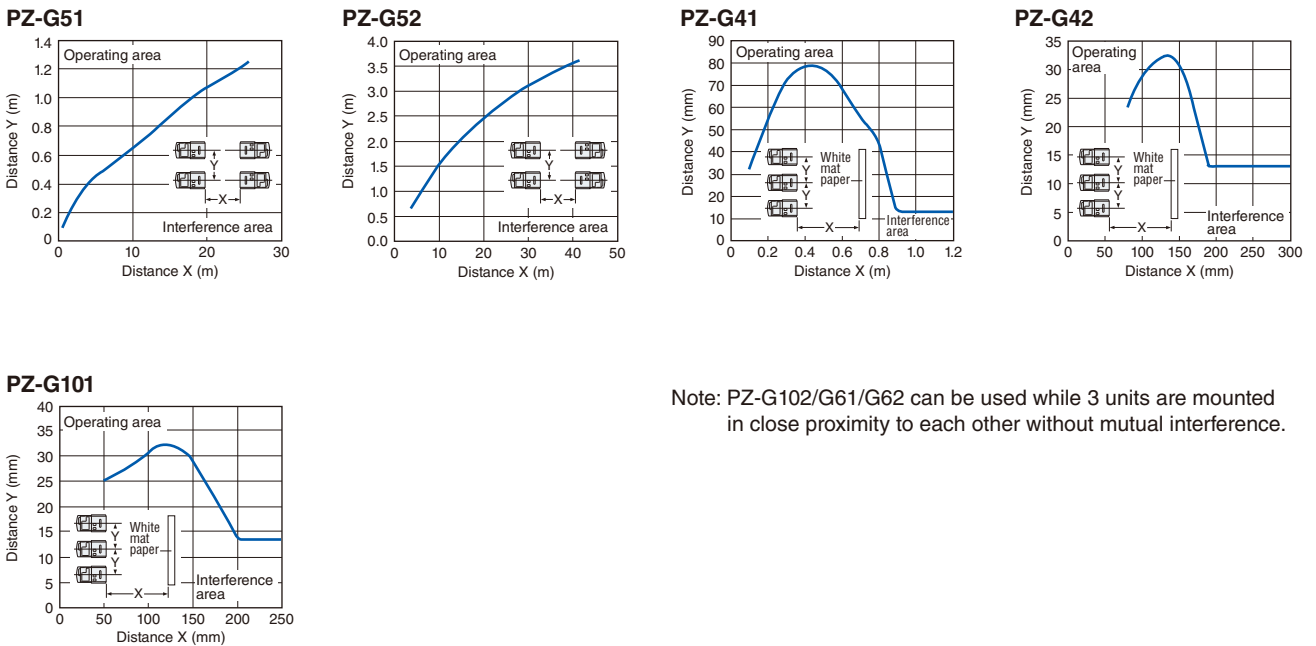 PZ-G51
1.4
1.2
1.0
0.8
0.6
0.4
0.2
0
Distance Y (m)
Operating area
Y
X
Interference area
0 10 20 30
Distance X (m)
PZ-G52
4.0
3.5
3.0
2.5
2.0
1.5
1.0
0.5
0.0
Distance Y (m)
Operating area
Y
X
Interference area
0 10 20 30 40 50
Distance X (m)
PZ-G41
90
80
70
60
50
40
30
20
10
0
Distance Y (mm)
Operating area
White
mat
paper
Y
Y
X
Interference
area
0 0.2 0.4 0.6 0.8 1.0 1.2
Distance X (m)
PZ-G42
35
30
25
20
15
10
5
0
Distance Y (mm)
Operating
area
White
mat
paper
Y
Y
X
Interference
area
0 50 100 150 200 250 300
Distance X (mm)
PZ-G101
40
35
30
25
20
15
10
5
0
Distance Y (mm)
Operating area
White
mat
paper
Y
Y
X
Interference
area
0 50 100 150 200 250
Distance X (mm)
Note: PZ-G102/G61/G62 can be used while 3 units are mounted
in close proximity to each other without mutual interference.